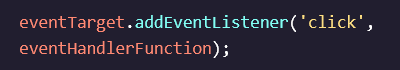 eventTarget.addEventListener('click',
eventHandlerFunction);